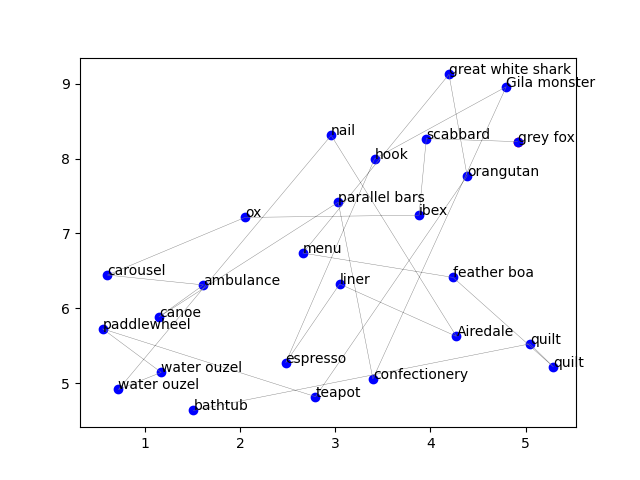 great white shark
Gila monster
nail
scabbard
grey fox
hook
orangutan
parallel bars
ox
ibex
menu
carousel
ambulance
liner
feather boa
canoe
paddlewheel
Airedale
quilt
espresso
quilt
water ouzel
confectionery
water ouzel
teapot
bathtub
9
8
7
6
5
1 2 3 4 5